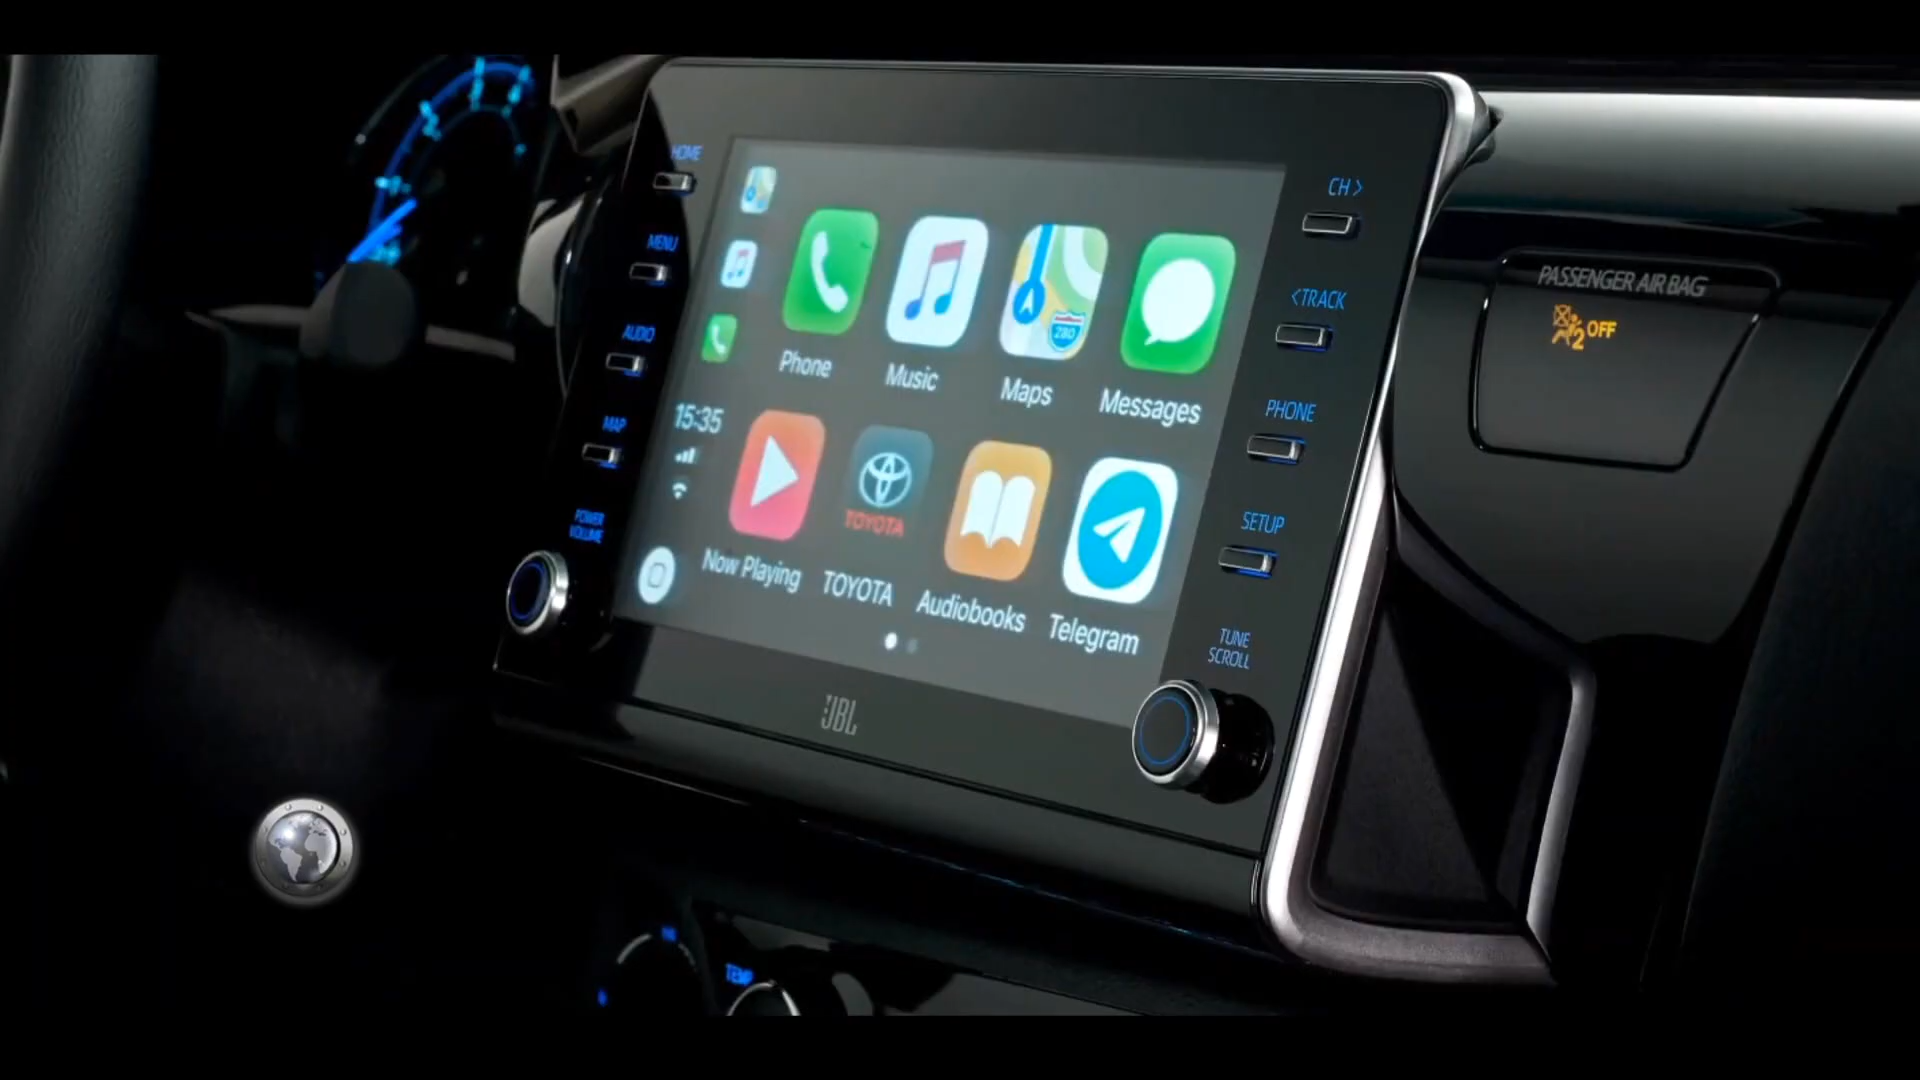 HOME
MENU
AUDIO
MAP
POWER
VOLUME
15:35
Phone
Music
Maps
280
Messages
Now Playing
TOYOTA
TOYOTA
Audiobooks
Telegram
JBL
CH >
< TRACK
PHONE
SETUP
TUNE
SCROLL
PASSENGER AIR BAG
2 OFF
TEMP